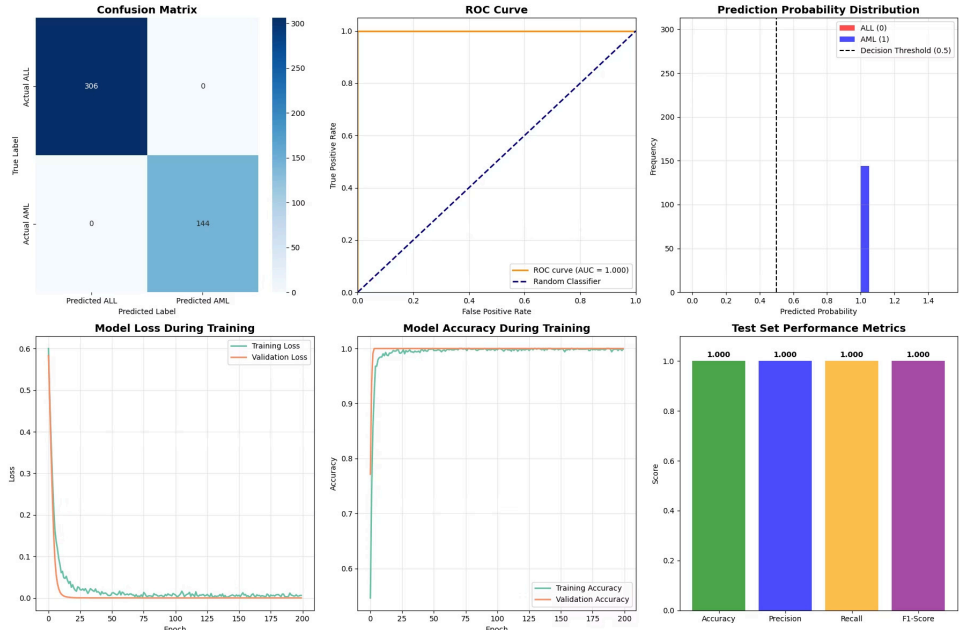 Confusion Matrix
Actual ALL
Actual AML
True Label
306
0
0
144
Predicted ALL
Predicted AML
Predicted Label
300
250
200
150
100
50
0
ROC Curve
True Positive Rate
1.0
0.8
0.6
0.4
0.2
0.0
ROC curve (AUC = 1.000)
Random Classifier
0.0
0.2
0.4
0.6
0.8
1.0
False Positive Rate
Prediction Probability Distribution
ALL (0)
AML (1)
Decision Threshold (0.5)
Frequency
300
250
200
150
100
50
0
0.0
0.2
0.4
0.6
0.8
1.0
1.2
1.4
Predicted Probability
Model Loss During Training
Training Loss
Validation Loss
Loss
0.6
0.5
0.4
0.3
0.2
0.1
0.0
0
25
50
75
100
125
150
175
200
Epoch
Model Accuracy During Training
Accuracy
1.0
0.9
0.8
0.7
0.6
Training Accuracy
Validation Accuracy
0
25
50
75
100
125
150
175
200
Epoch
Test Set Performance Metrics
Score
1.0
0.8
0.6
0.4
0.2
0.0
1.000
1.000
1.000
1.000
Accuracy
Precision
Recall
F1-Score